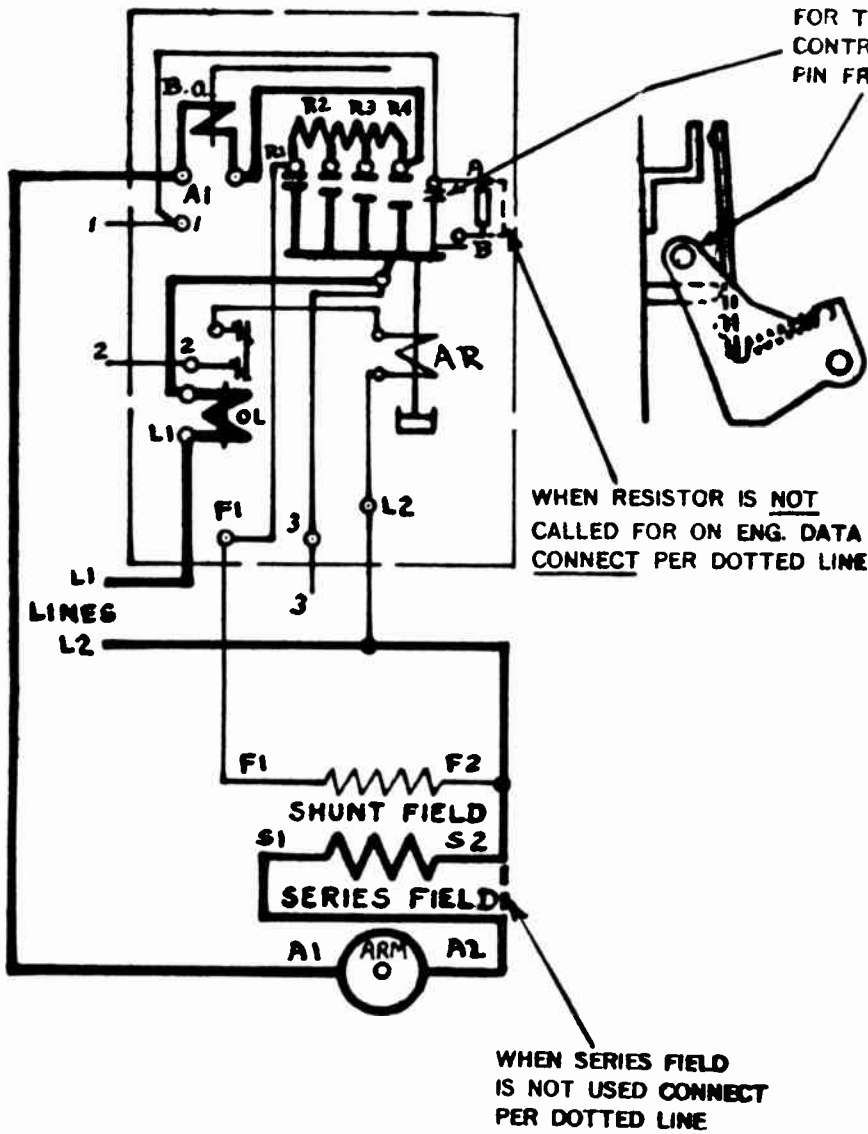 FOR T
CONTR
PIN FR
B.O.
R2 R3 R4
R1
A1
A
1 1
B
2 2
AR
OL
L1
F1 3 L2
WHEN RESISTOR IS NOT
CALLED FOR ON ENG. DATA
CONNECT PER DOTTED LINE
L1
3
LINES
L2
F1 F2
SHUNT FIELD
S1 S2
SERIES FIELD
A1 ARM A2
WHEN SERIES FIELD
IS NOT USED CONNECT
PER DOTTED LINE